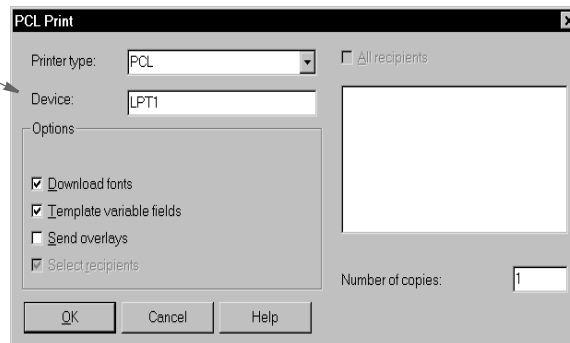 PCL Print
Printer type:
PCL
All recipients
Device:
LPT1
Options
Download fonts
Template variable fields
Send overlays
Select recipients
Number of copies:
1
OK
Cancel
Help